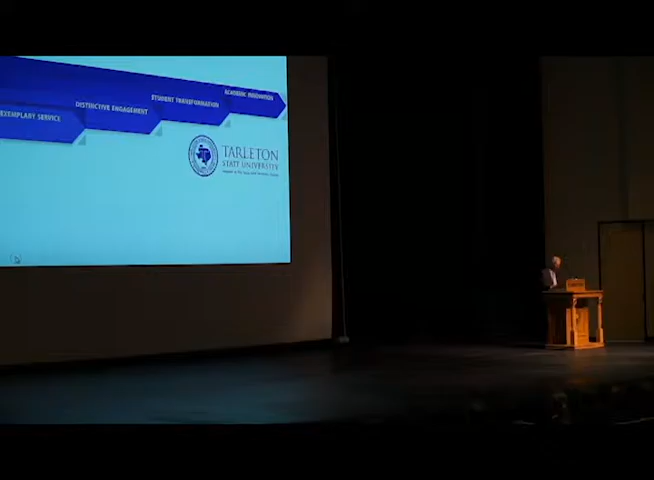 EXEMPLARY SERVICE
DISTINCTIVE ENGAGEMENT
STUDENT TRANSFORMATION
ACADEMIC INNOVATION
TARLETON
STATE UNIVERSITY